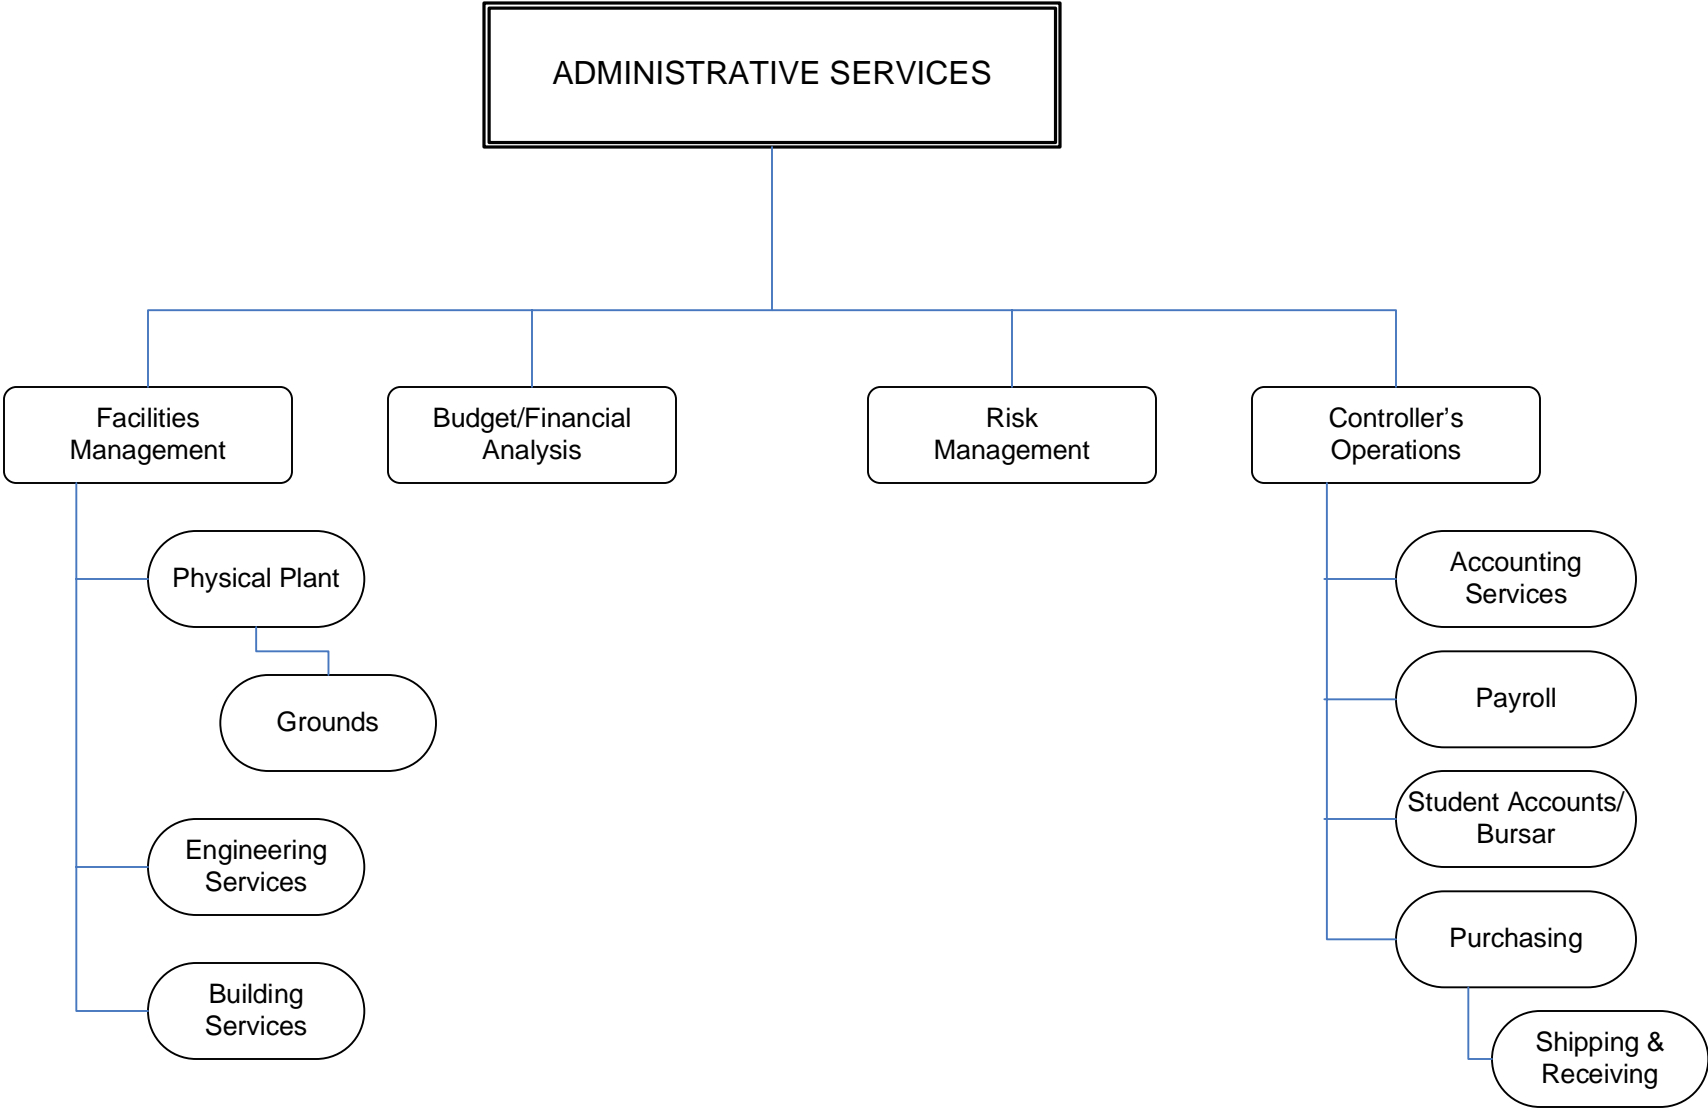 ADMINISTRATIVE SERVICES
Facilities
Management
Budget/Financial
Analysis
Risk
Management
Controller’s
Operations
Physical Plant
Grounds
Engineering
Services
Building
Services
Accounting
Services
Payroll
Student Accounts/
Bursar
Purchasing
Shipping &
Receiving